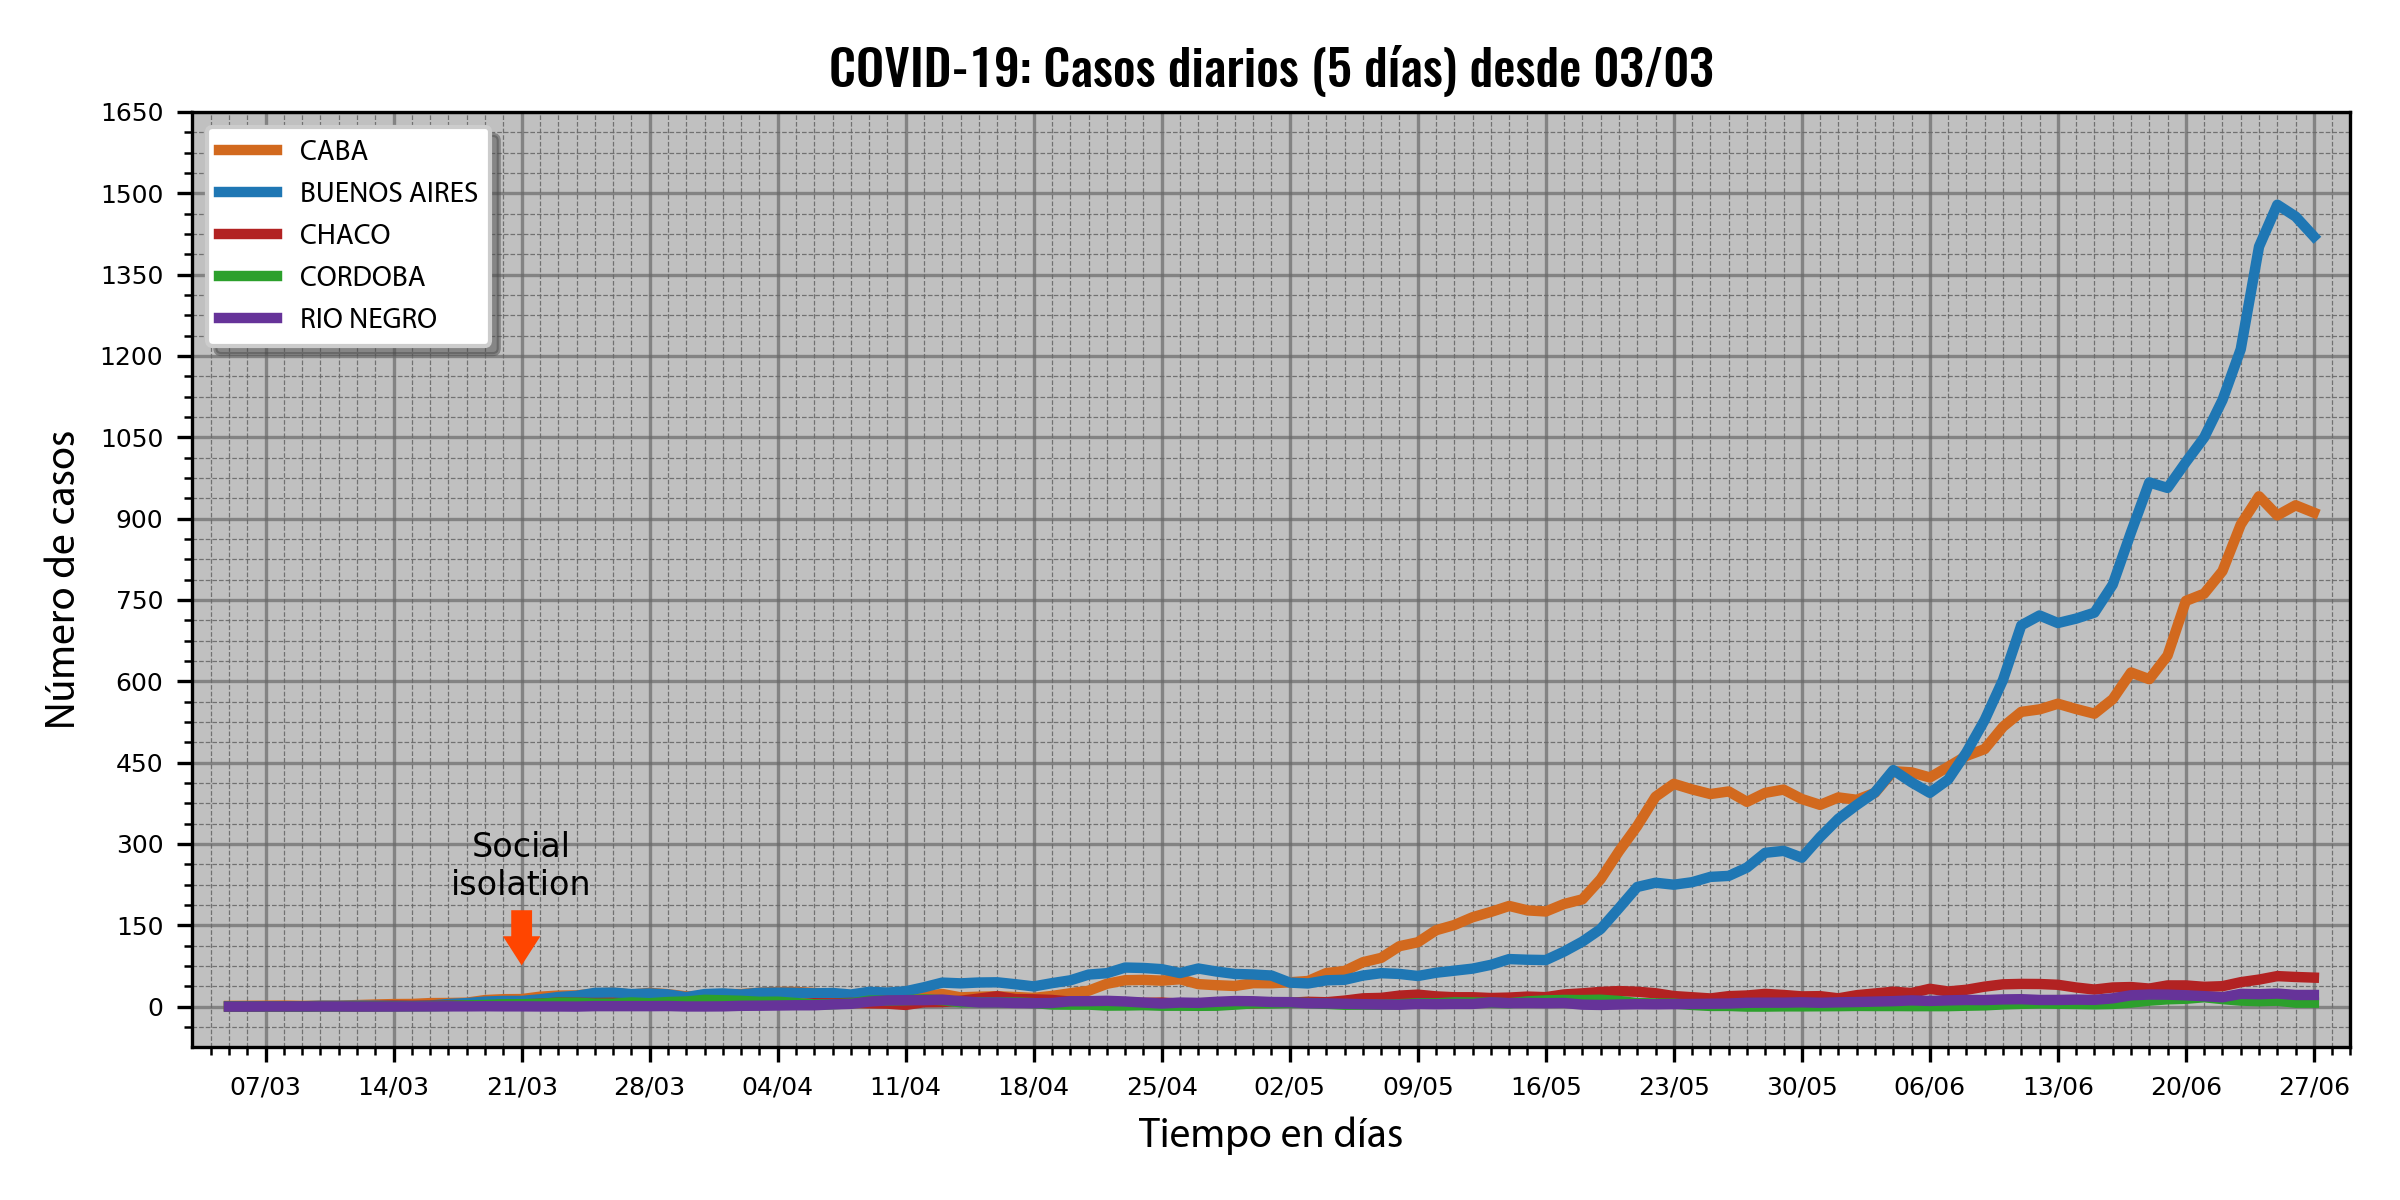 COVID-19: Casos diarios (5 días) desde 03/03
1650
1500
1350
1200
1050
900
750
600
450
300
150
0
Número de casos
CABA
BUENOS AIRES
CHACO
CORDOBA
RIO NEGRO
Social
isolation
07/03 14/03 21/03 28/03 04/04 11/04 18/04 25/04 02/05 09/05 16/05 23/05 30/05 06/06 13/06 20/06 27/06
Tiempo en días